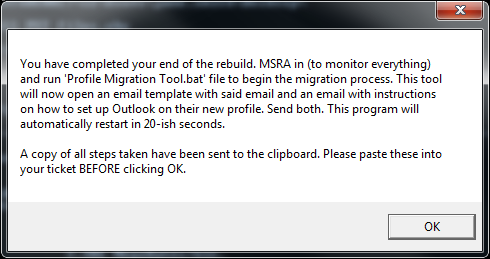 You have completed your end of the rebuild. MSRA in (to monitor everything)
and run 'Profile Migration Tool.bat' file to begin the migration process. This tool
will now open an email template with said email and an email with instructions
on how to set up Outlook on their new profile. Send both. This program will
automatically restart in 20-ish seconds.
A copy of all steps taken have been sent to the clipboard. Please paste these into
your ticket BEFORE clicking OK.
OK